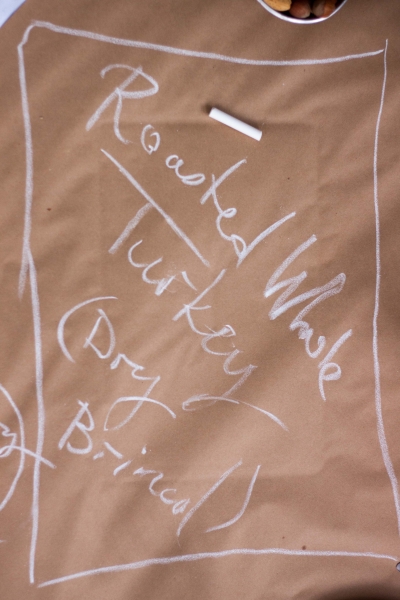 Roasted Whole
Turkey
(Dry
Brined)